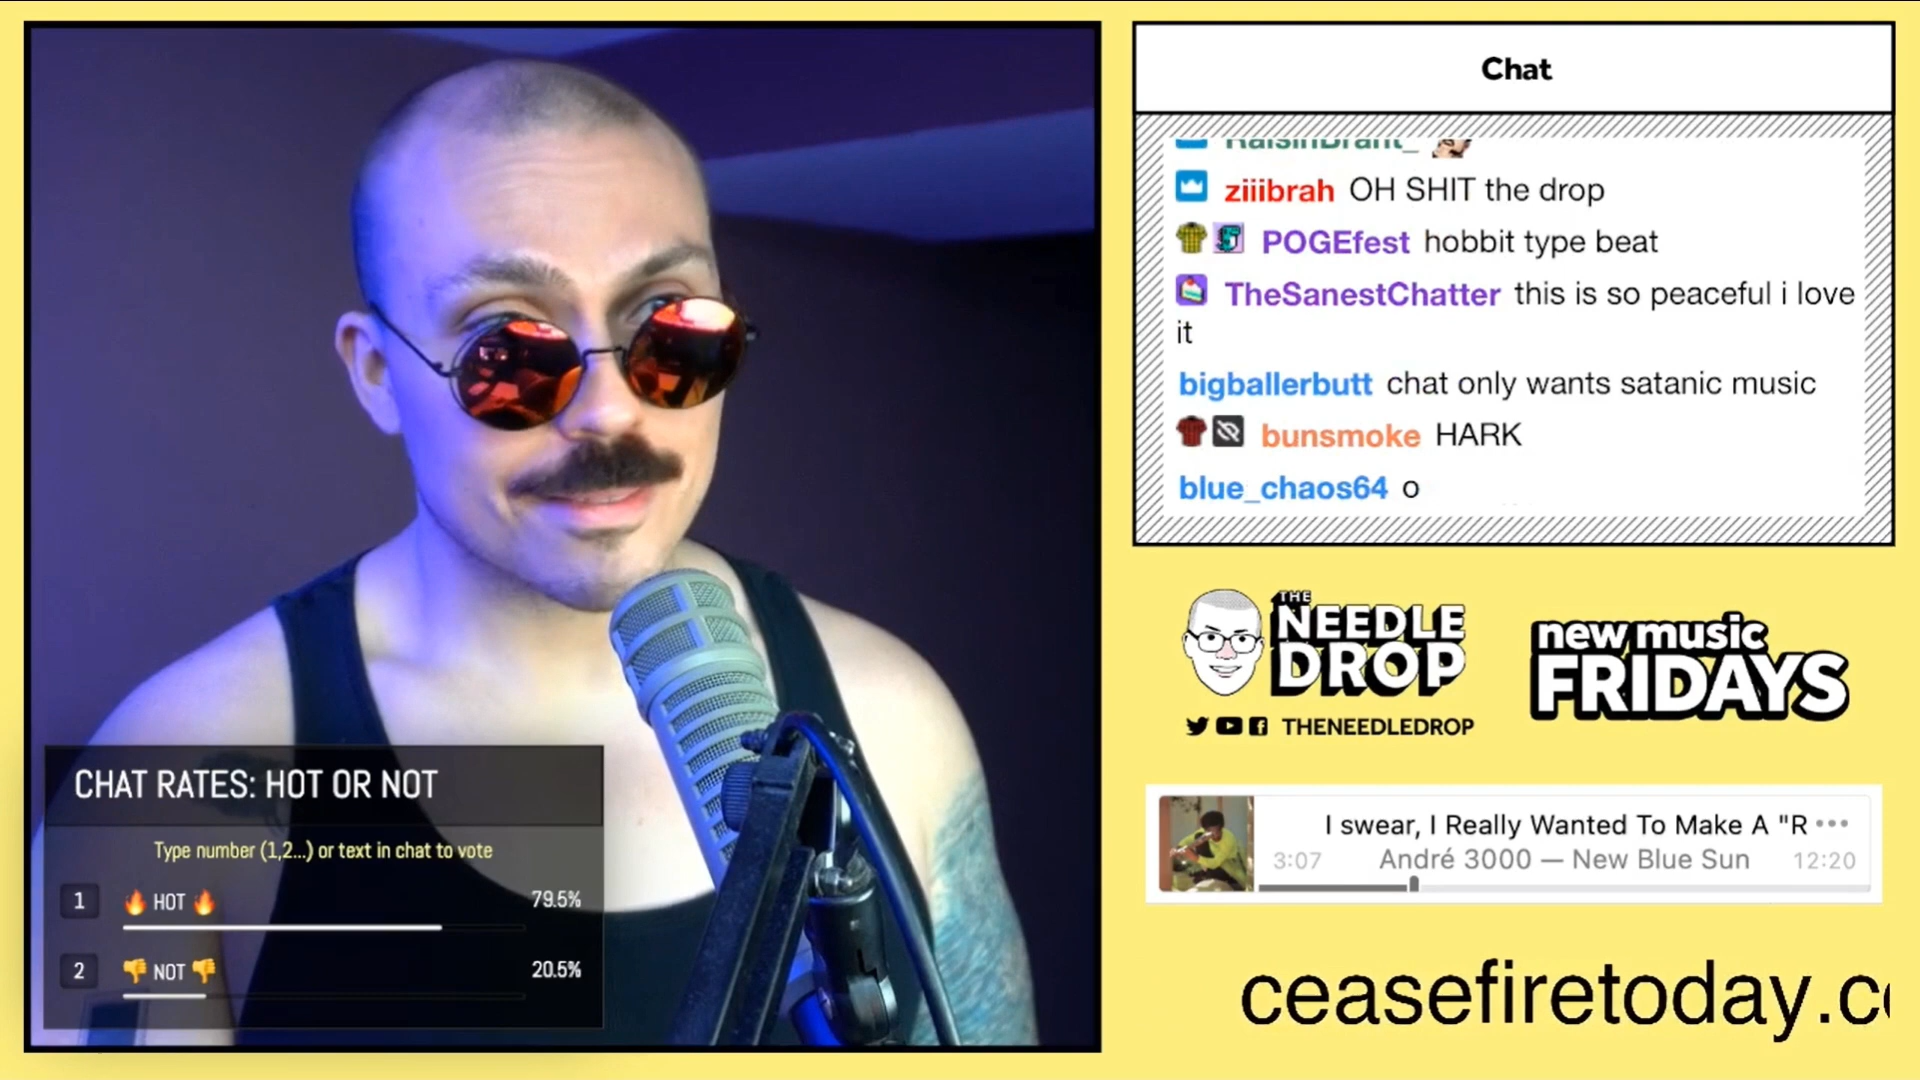 Chat
RaisinBrant_
ziiibrah OH SHIT the drop
POGEfest hobbit type beat
TheSanestChatter this is so peaceful i love
it
bigballerbutt chat only wants satanic music
bunsmoke HARK
blue_chaos64 o
CHAT RATES: HOT OR NOT
Type number (1,2...) or text in chat to vote
1 🔥 HOT 🔥 79.5%
2 👎 NOT 👎 20.5%
THE
NEEDLE
DROP
THENEEDLEDROP
new music
FRIDAYS
I swear, I Really Wanted To Make A "R •••
3:07 André 3000 — New Blue Sun 12:20
ceasefiretoday.c